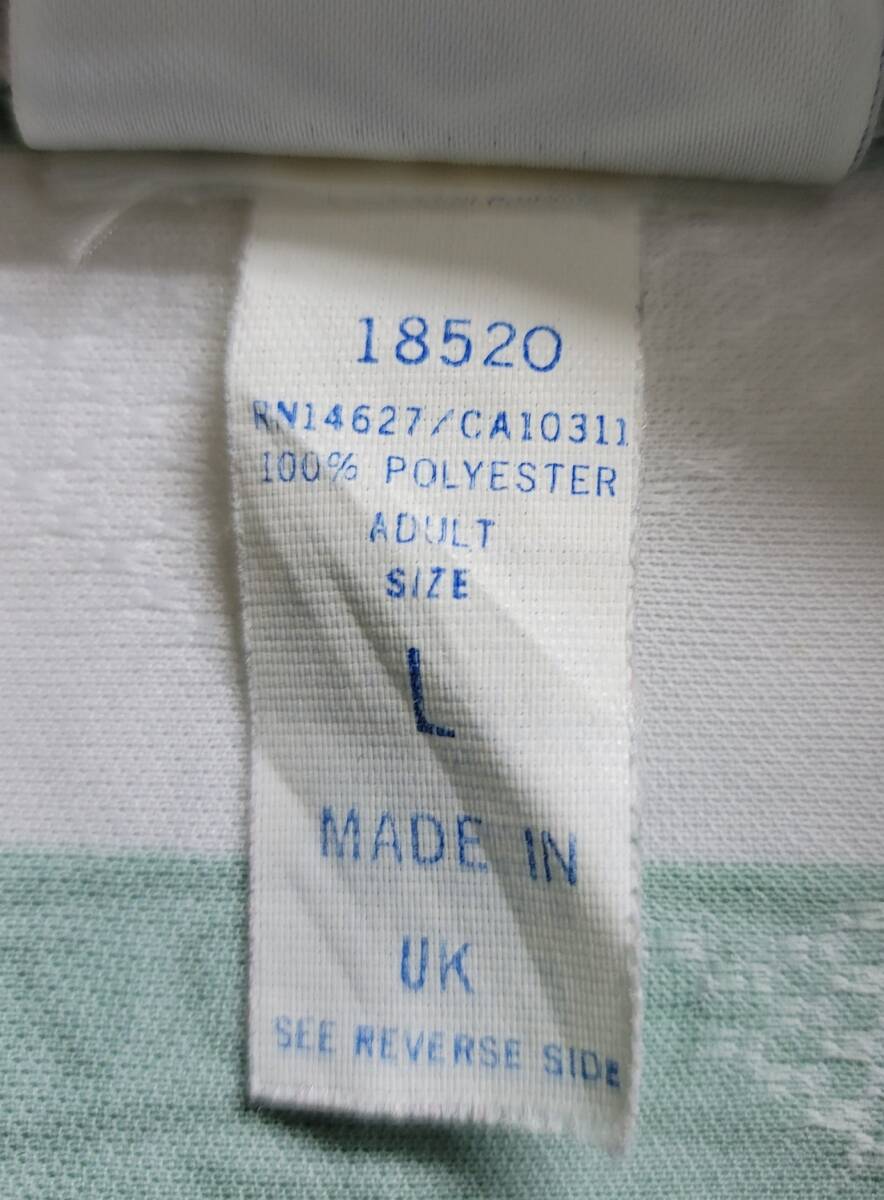 18520
RN14627/CA10311
100% POLYESTER
ADULT
SIZE
L
MADE IN
UK
SEE REVERSE SIDE